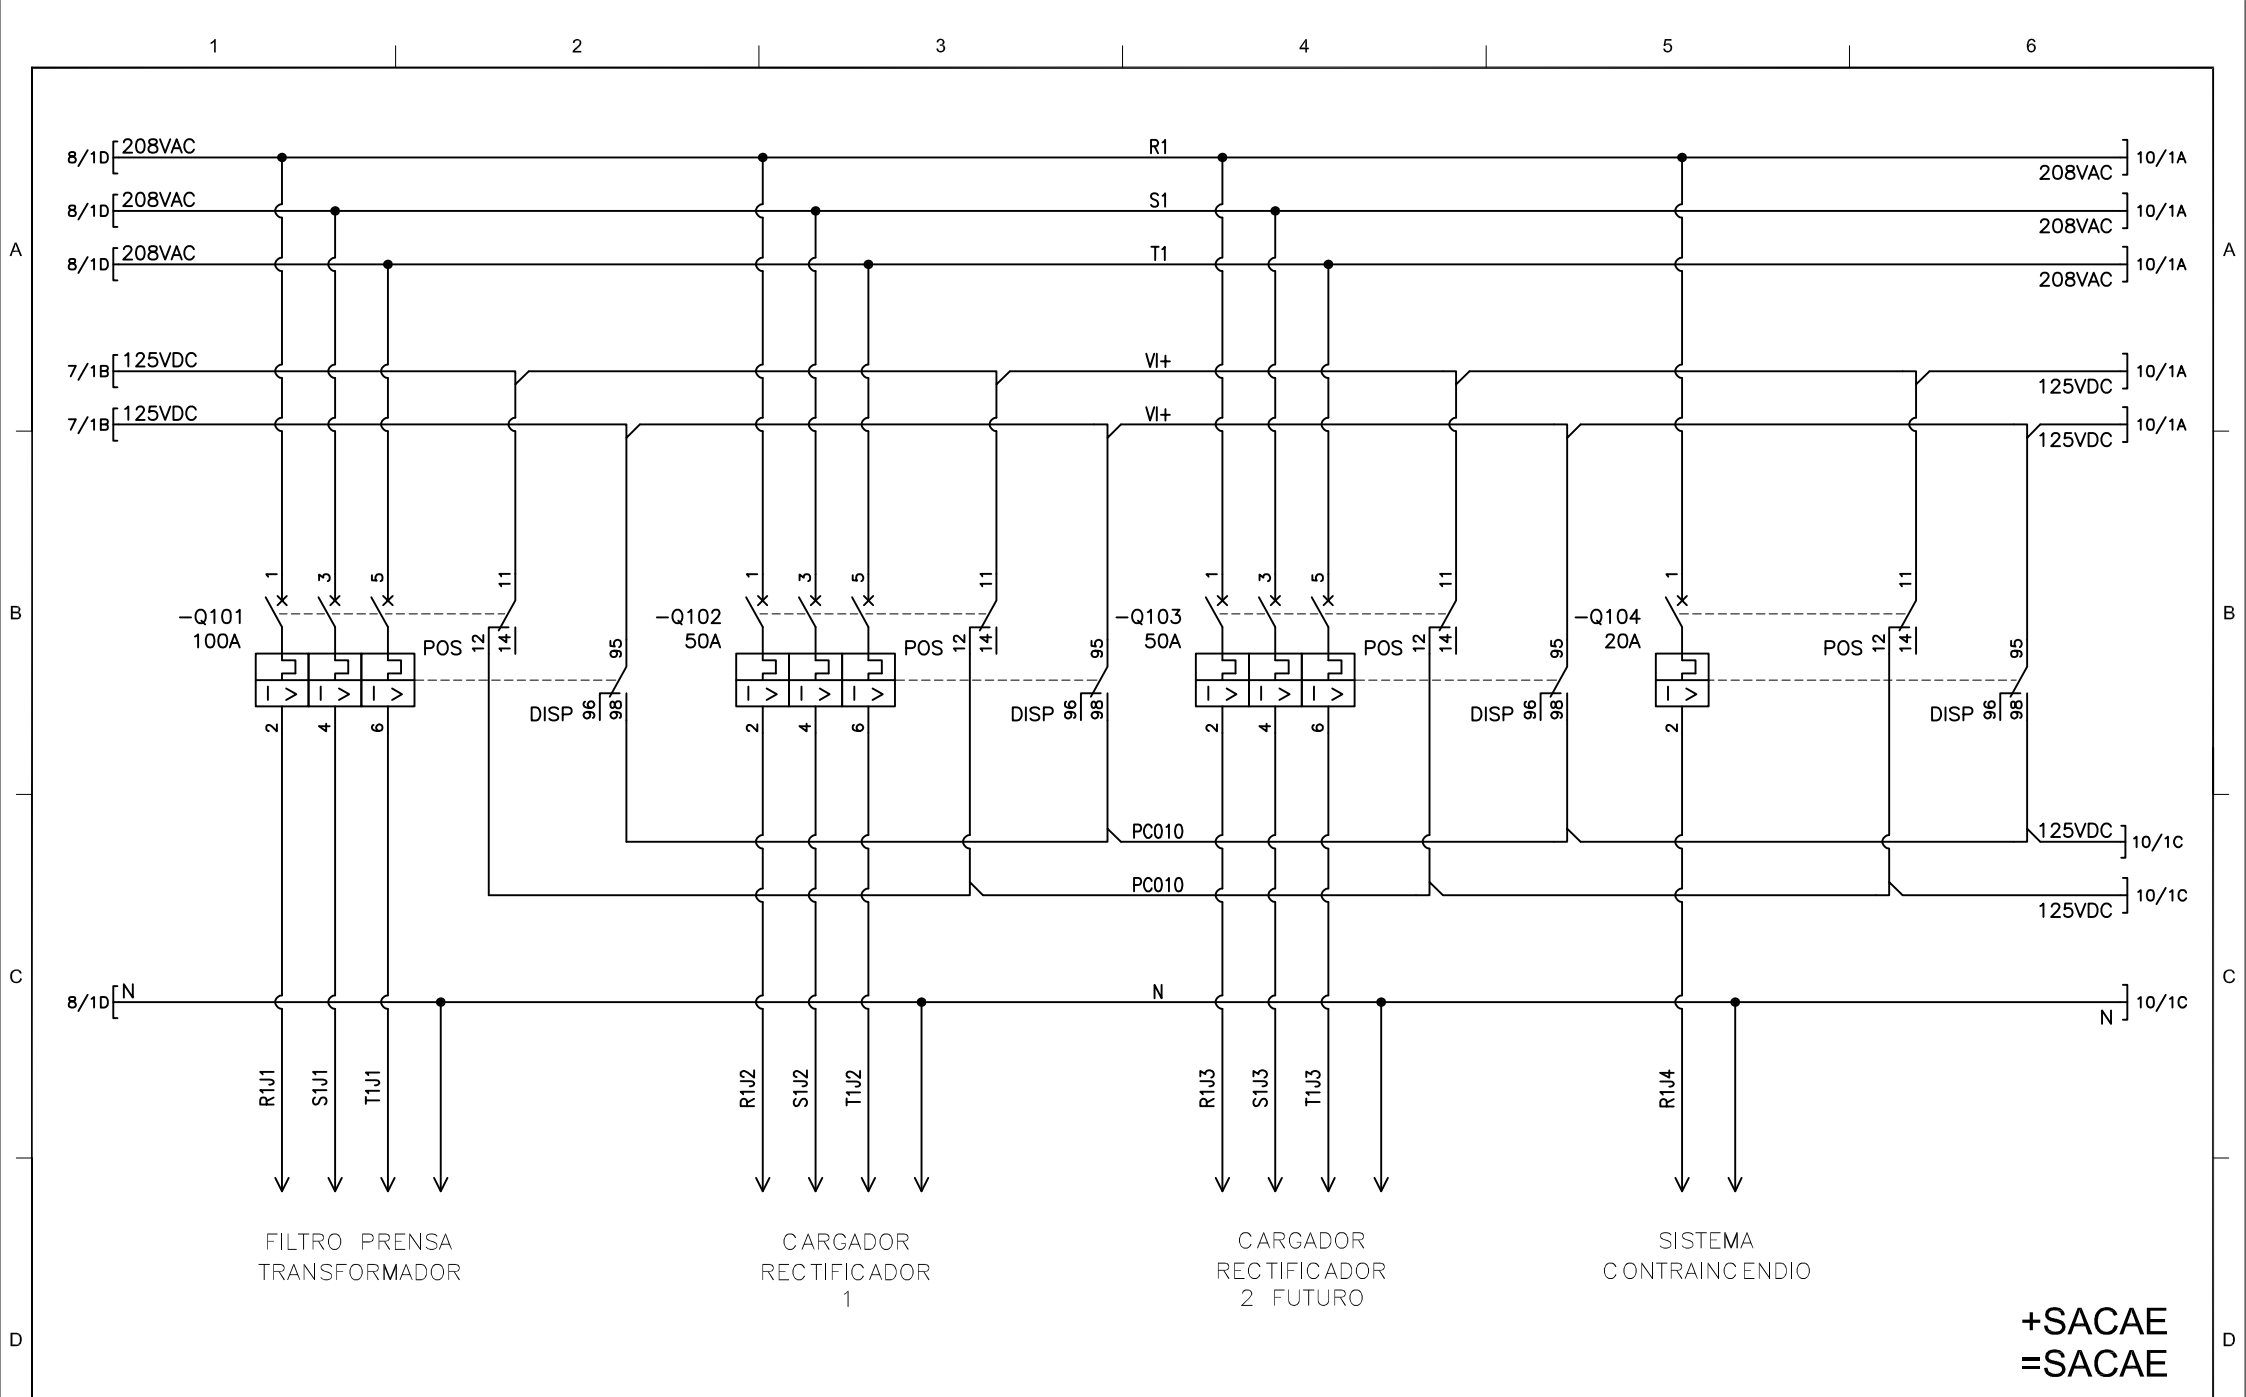 1 2 3 4 5 6
8/1D 208VAC R1 208VAC 10/1A
8/1D 208VAC S1 208VAC 10/1A
A 8/1D 208VAC T1 208VAC 10/1A A
7/1B 125VDC VI+ 125VDC 10/1A
7/1B 125VDC VI+ 125VDC 10/1A
1 3 5 11 1 3 5 11 1 3 5 11 1 11
B -Q101 -Q102 -Q103 -Q104 B
100A 50A 50A 20A
POS 12 14 95 POS 12 14 95 POS 12 14 95 POS 12 14 95
I > I > I > I > I > I > I > I > I > I >
DISP 96 98 DISP 96 98 DISP 96 98 DISP 96 98
2 4 6 2 4 6 2 4 6 2
PC010 125VDC 10/1C
PC010 125VDC 10/1C
C C
8/1D N N N 10/1C
R1J1 S1J1 T1J1 R1J2 S1J2 T1J2 R1J3 S1J3 T1J3 R1J4
FILTRO PRENSA
TRANSFORMADOR
CARGADOR
RECTIFICADOR
1
CARGADOR
RECTIFICADOR
2 FUTURO
SISTEMA
CONTRAINCENDIO
+SACAE
D D
=SACAE